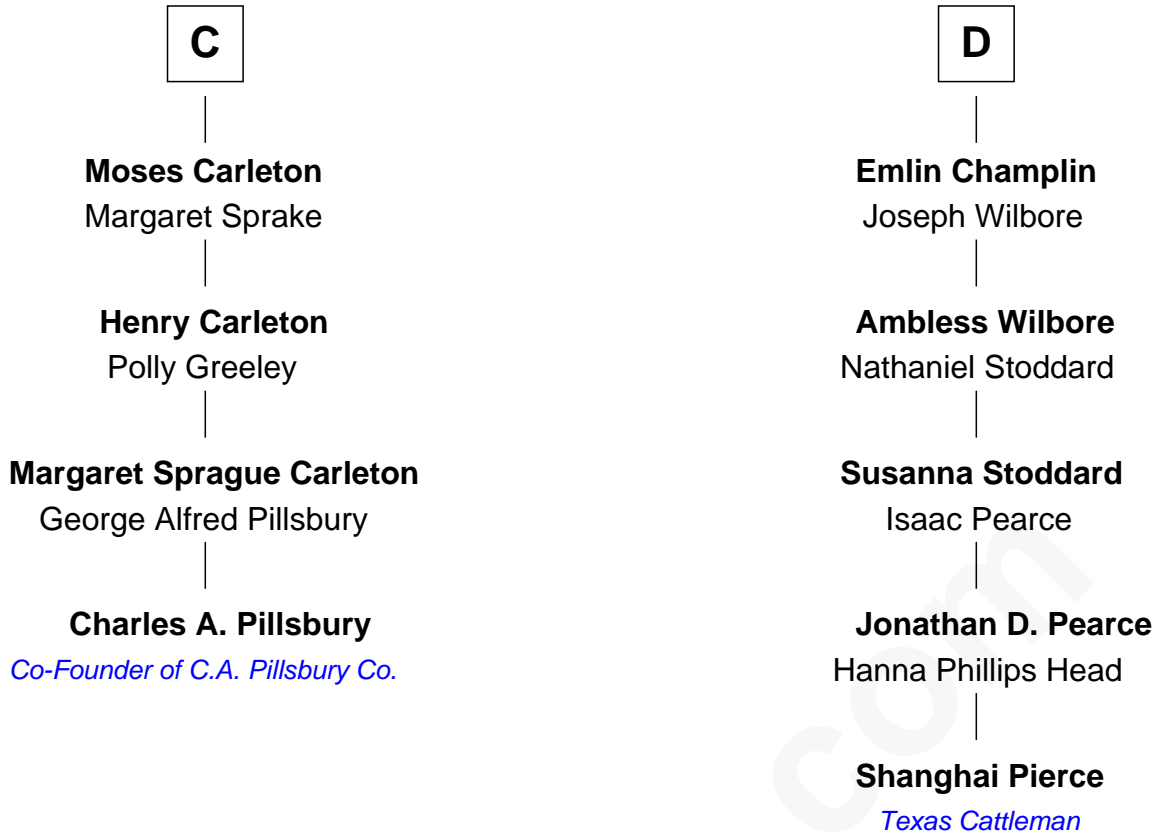 C
Moses Carleton
Margaret Sprake
Henry Carleton
Polly Greeley
Margaret Sprague Carleton
George Alfred Pillsbury
Charles A. Pillsbury
Co-Founder of C.A. Pillsbury Co.
D
Emlin Champlin
Joseph Wilbore
Ambless Wilbore
Nathaniel Stoddard
Susanna Stoddard
Isaac Pearce
Jonathan D. Pearce
Hanna Phillips Head
Shanghai Pierce
Texas Cattleman
com